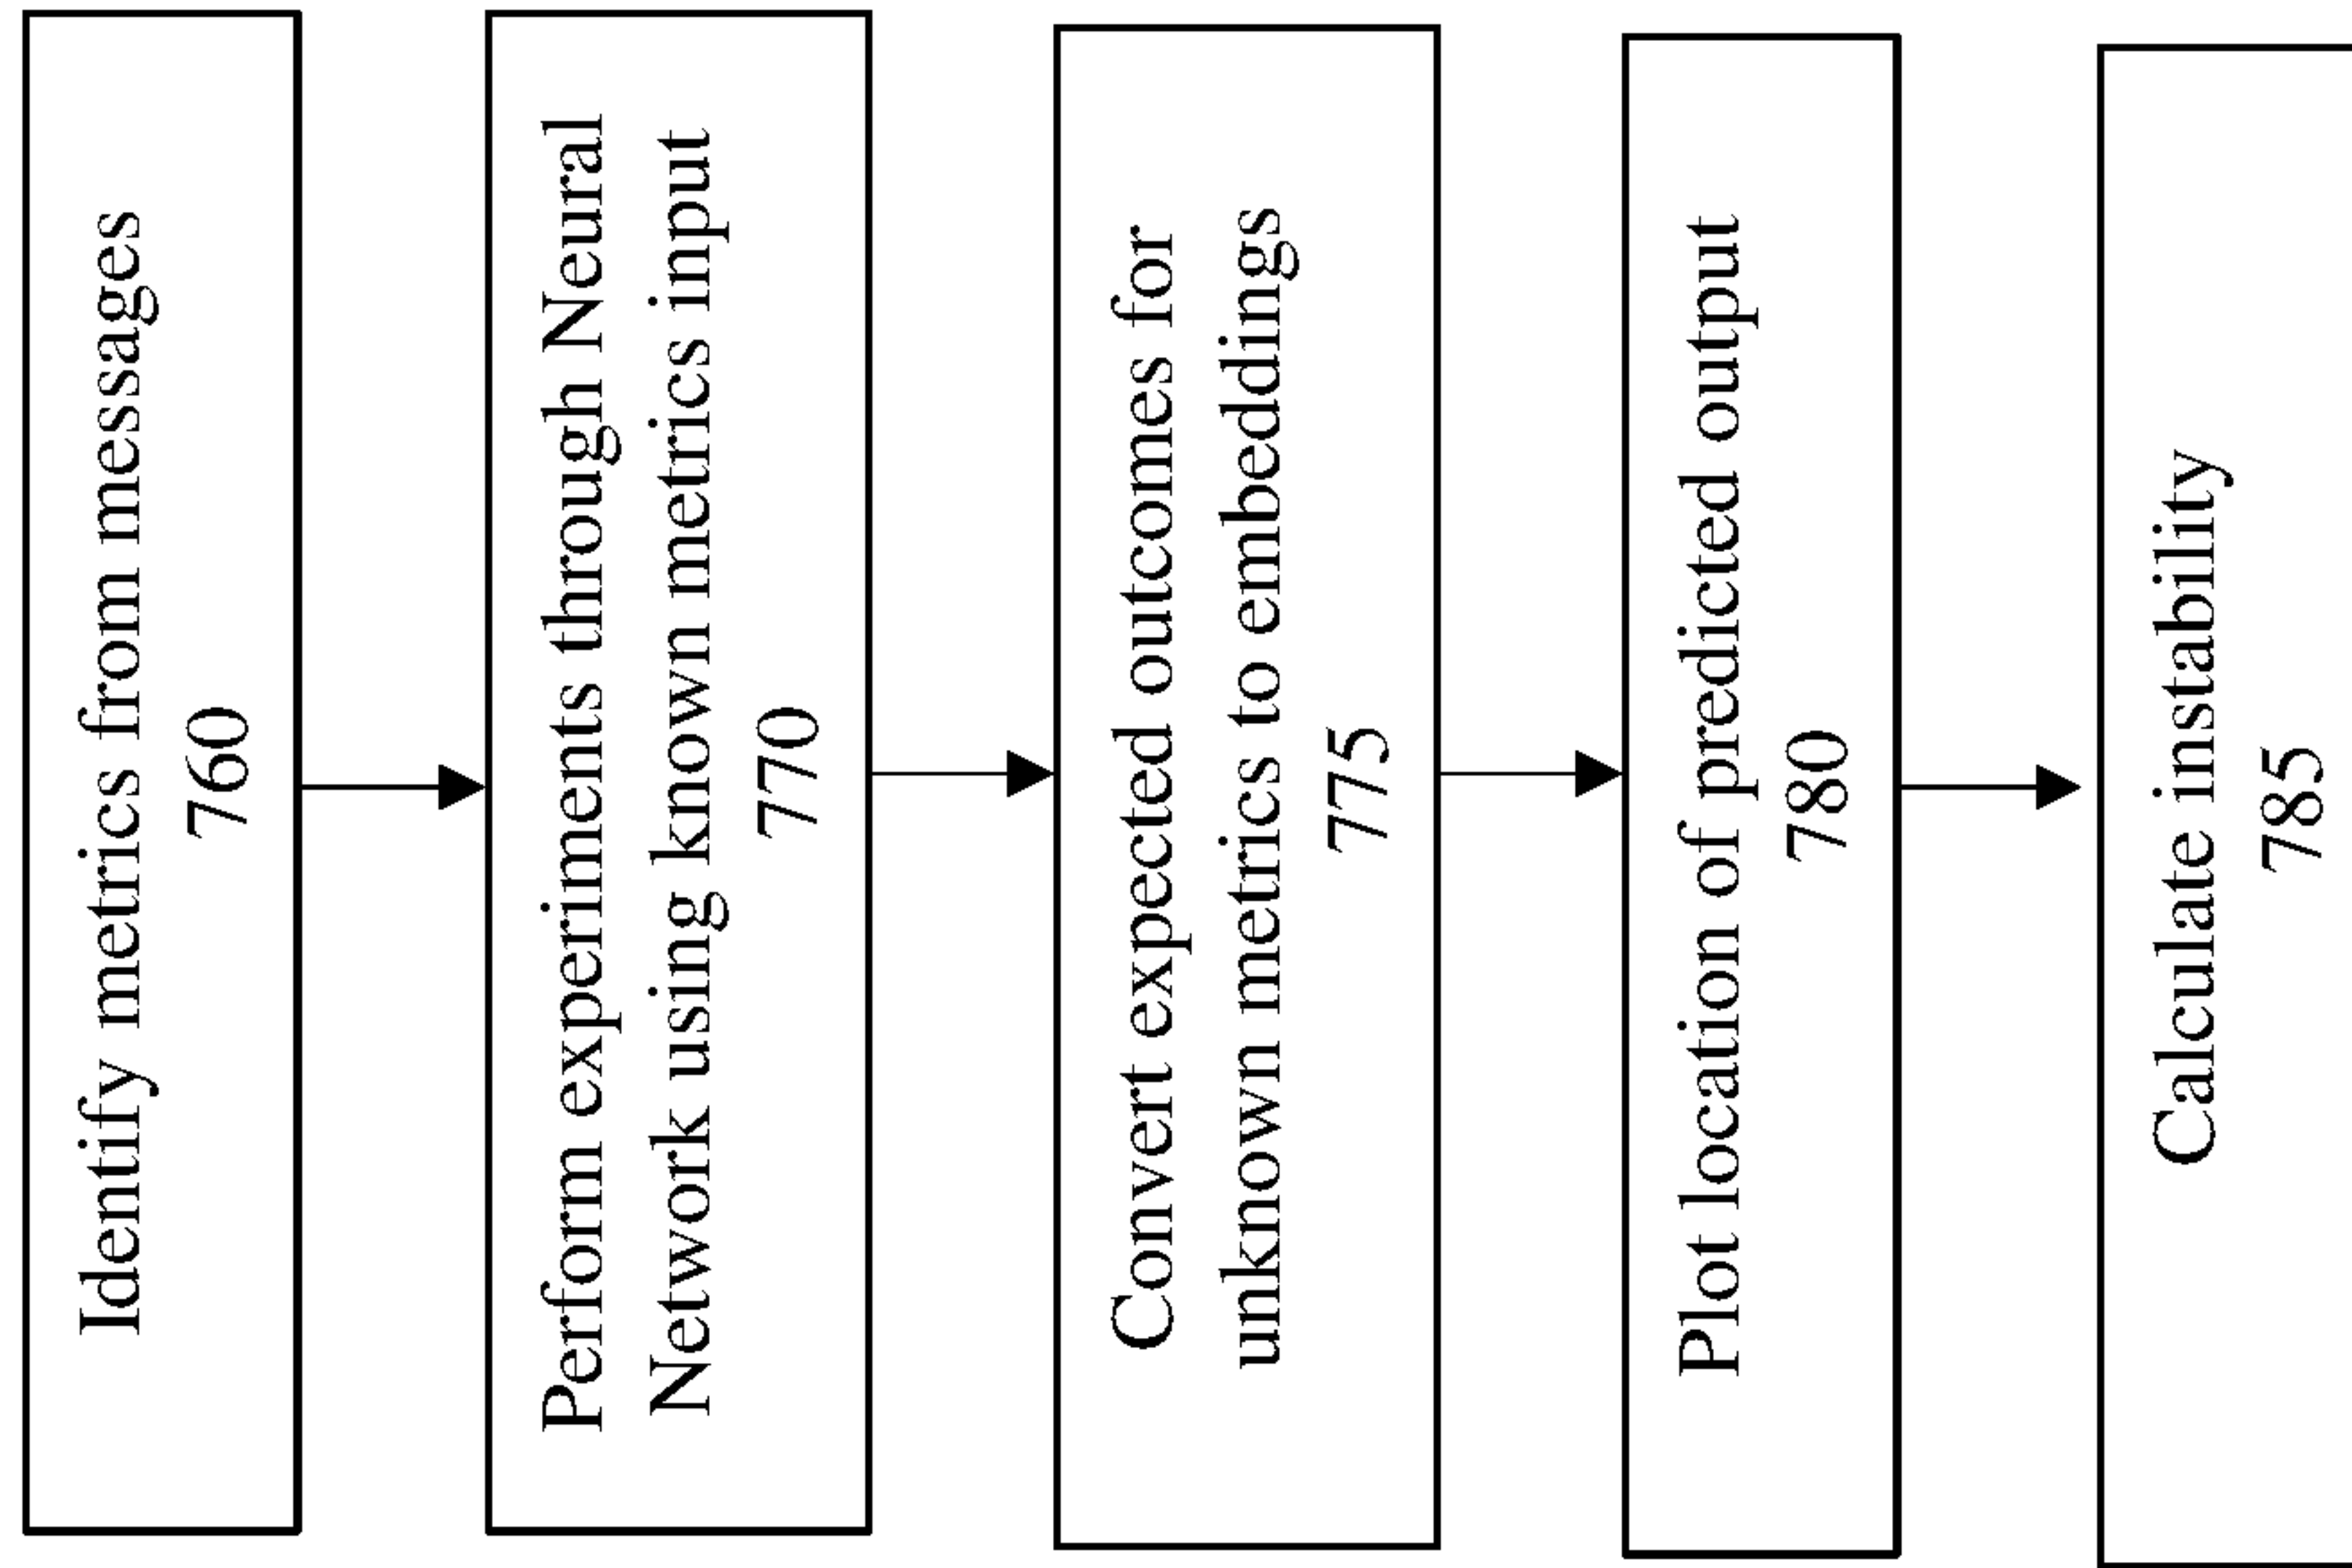 Identify metrics from messages
760
Perform experiments through Neural
Network using known metrics input
770
Convert expected outcomes for
unknown metrics to embeddings
775
Plot location of predicted output
780
Calculate instability
785